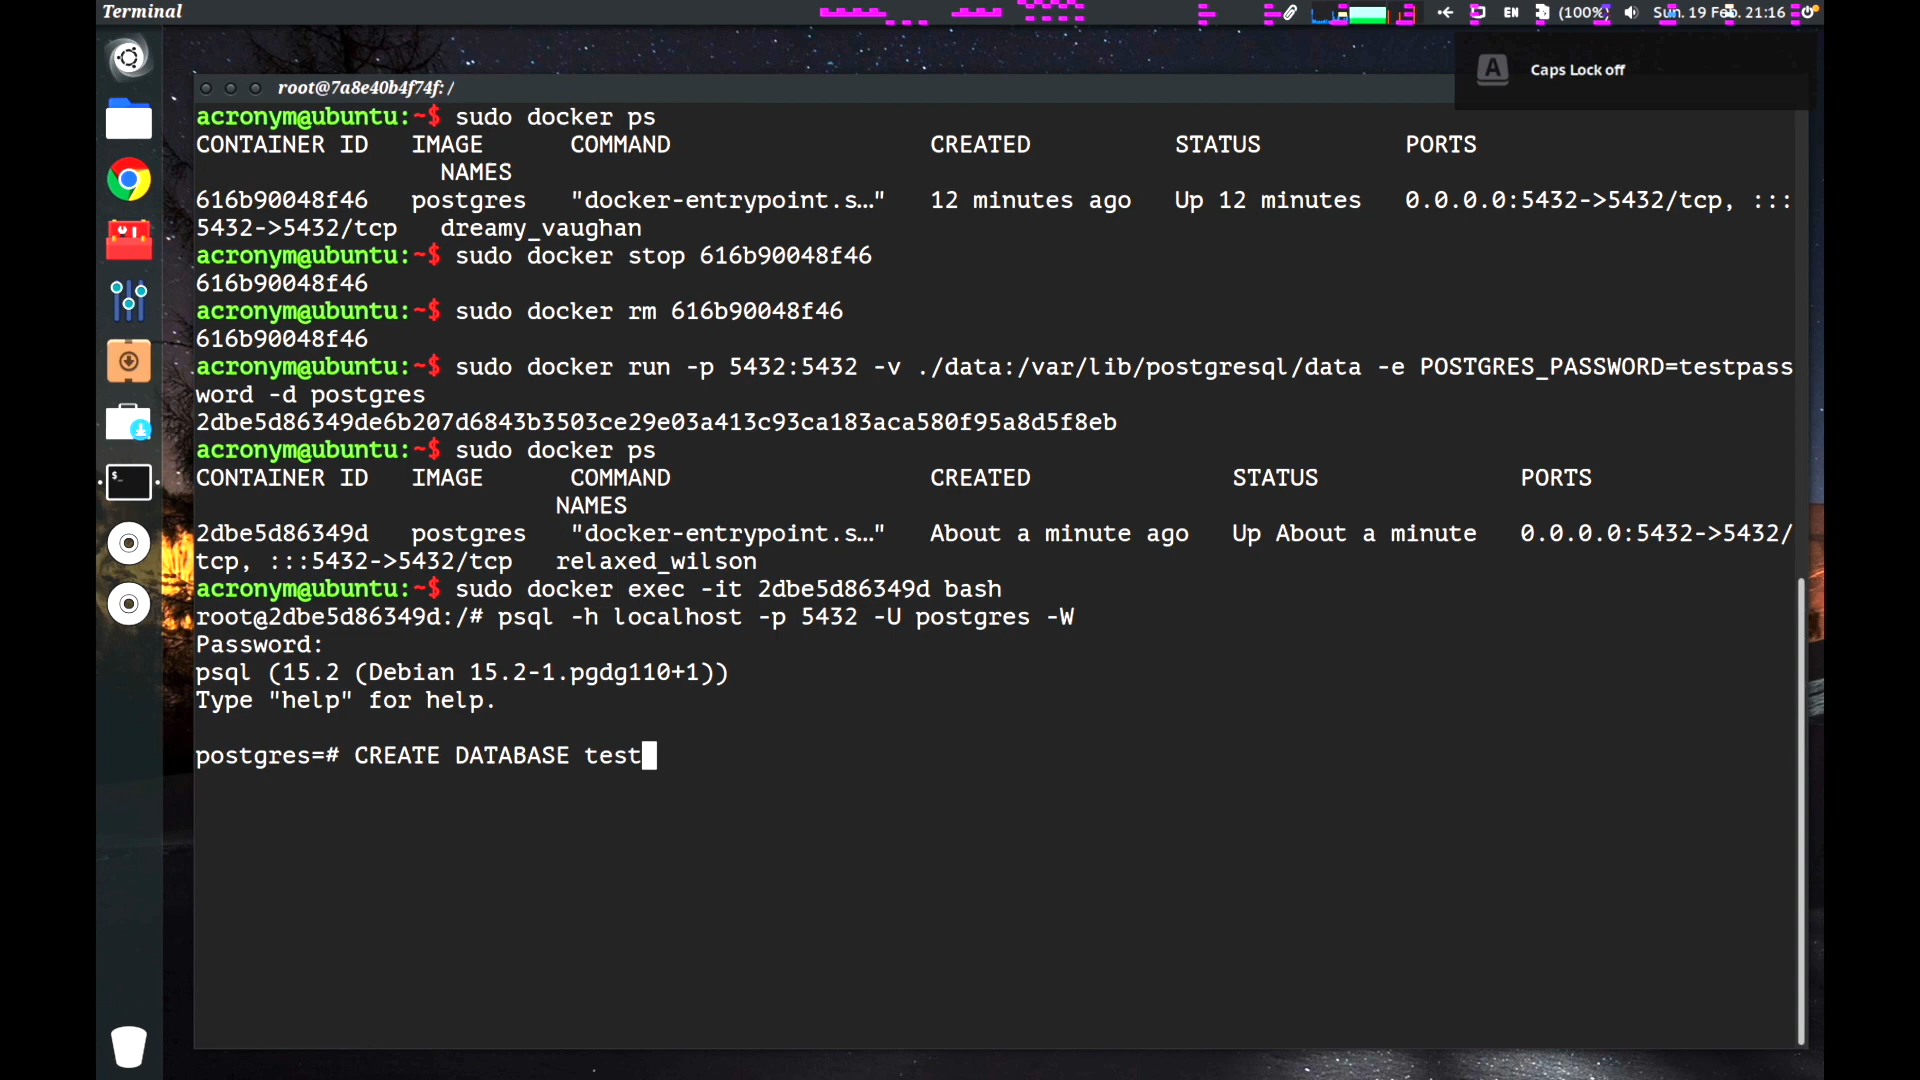 Terminal
EN (100%) Sun. 19 Feb. 21:16
Caps Lock off
root@7a8e40b4f74f: /
acronym@ubuntu:~$ sudo docker ps
CONTAINER ID IMAGE COMMAND CREATED STATUS PORTS
NAMES
616b90048f46 postgres "docker-entrypoint.s…" 12 minutes ago Up 12 minutes 0.0.0.0:5432->5432/tcp, :::
5432->5432/tcp dreamy_vaughan
acronym@ubuntu:~$ sudo docker stop 616b90048f46
616b90048f46
acronym@ubuntu:~$ sudo docker rm 616b90048f46
616b90048f46
acronym@ubuntu:~$ sudo docker run -p 5432:5432 -v ./data:/var/lib/postgresql/data -e POSTGRES_PASSWORD=testpass
word -d postgres
2dbe5d86349de6b207d6843b3503ce29e03a413c93ca183aca580f95a8d5f8eb
acronym@ubuntu:~$ sudo docker ps
CONTAINER ID IMAGE COMMAND CREATED STATUS PORTS
NAMES
2dbe5d86349d postgres "docker-entrypoint.s…" About a minute ago Up About a minute 0.0.0.0:5432->5432/
tcp, :::5432->5432/tcp relaxed_wilson
acronym@ubuntu:~$ sudo docker exec -it 2dbe5d86349d bash
root@2dbe5d86349d:/# psql -h localhost -p 5432 -U postgres -W
Password:
psql (15.2 (Debian 15.2-1.pgdg110+1))
Type "help" for help.
postgres=# CREATE DATABASE test